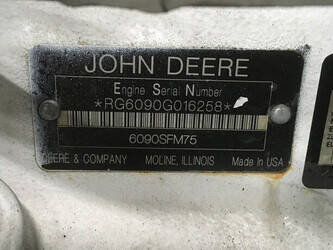 JOHN DEERE
Engine Serial Number
*RG6090G016258*
6090SFM75
DEERE & COMPANY MOLINE, ILLINOIS Made in USA